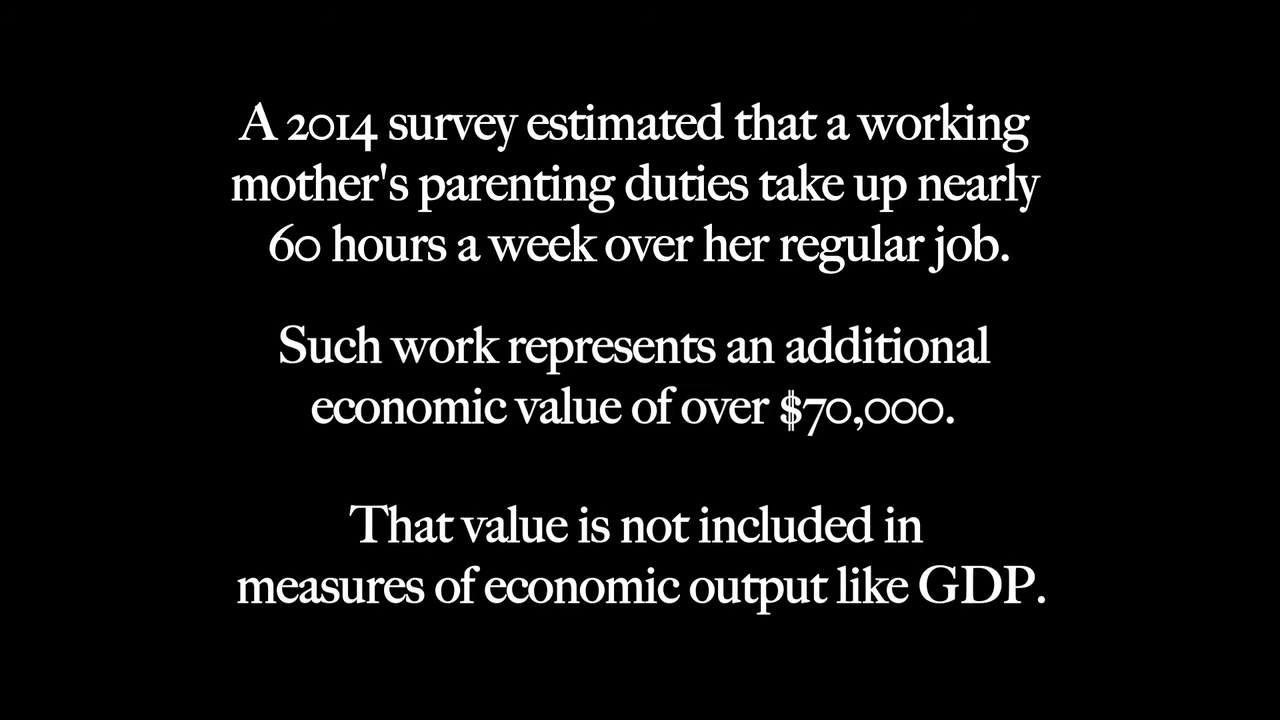 A 2014 survey estimated that a working
mother's parenting duties take up nearly
60 hours a week over her regular job.
Such work represents an additional
economic value of over $70,000.
That value is not included in
measures of economic output like GDP.